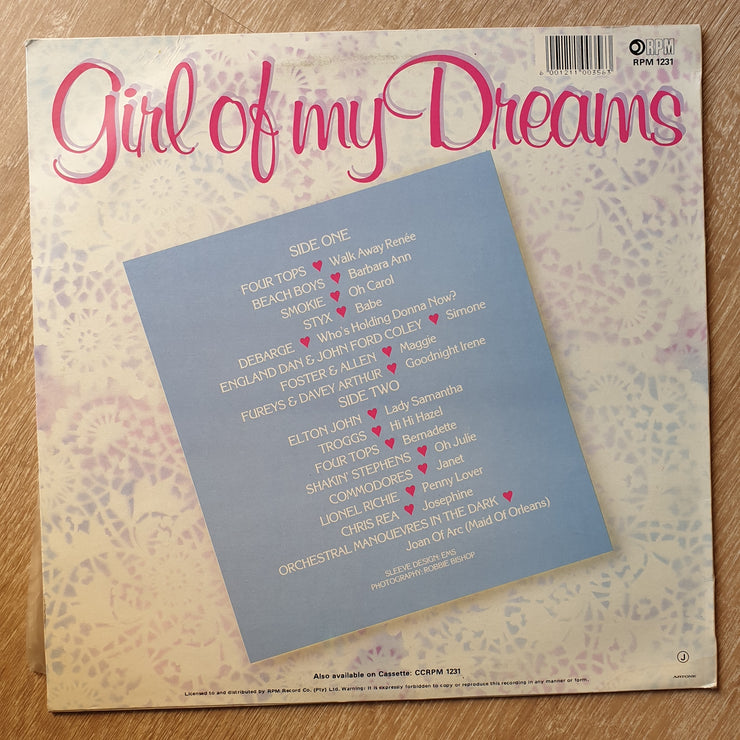 6 001211 003563
RPM
RPM 1231
Girl of my Dreams
SIDE ONE
FOUR TOPS ♥ Walk Away Renée
BEACH BOYS ♥ Barbara Ann
SMOKIE ♥ Oh Carol
STYX ♥ Babe
DEBARGE ♥ Who's Holding Donna Now?
ENGLAND DAN & JOHN FORD COLEY ♥ Simone
FOSTER & ALLEN ♥ Maggie
FUREYS & DAVEY ARTHUR ♥ Goodnight Irene
SIDE TWO
ELTON JOHN ♥ Lady Samantha
TROGGS ♥ Hi Hi Hazel
FOUR TOPS ♥ Bernadette
SHAKIN' STEPHENS ♥ Oh Julie
COMMODORES ♥ Janet
LIONEL RICHIE ♥ Penny Lover
CHRIS REA ♥ Josephine
ORCHESTRAL MANOUEVRES IN THE DARK ♥
Joan Of Arc (Maid Of Orleans)
SLEEVE DESIGN: EMS
PHOTOGRAPHY: ROBBIE BISHOP
Also available on Cassette: CCRPM 1231
Licensed to and distributed by RPM Record Co. (Pty) Ltd. Warning: It is expressly forbidden to copy or reproduce this recording in any manner or form.
J
ARTONE